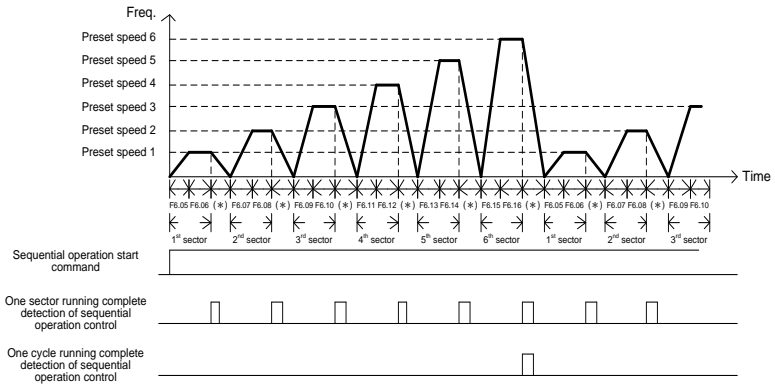 Freq.
Preset speed 6
Preset speed 5
Preset speed 4
Preset speed 3
Preset speed 2
Preset speed 1
Time
F6.05 F6.06 (*) F6.07 F6.08 (*) F6.09 F6.10 (*) F6.11 F6.12 (*) F6.13 F6.14 (*) F6.15 F6.16 (*) F6.05 F6.06 (*) F6.07 F6.08 (*) F6.09 F6.10
1st sector 2nd sector 3rd sector 4th sector 5th sector 6th sector 1st sector 2nd sector 3rd sector
Sequential operation start
command
One sector running complete
detection of sequential
operation control
One cycle running complete
detection of sequential
operation control